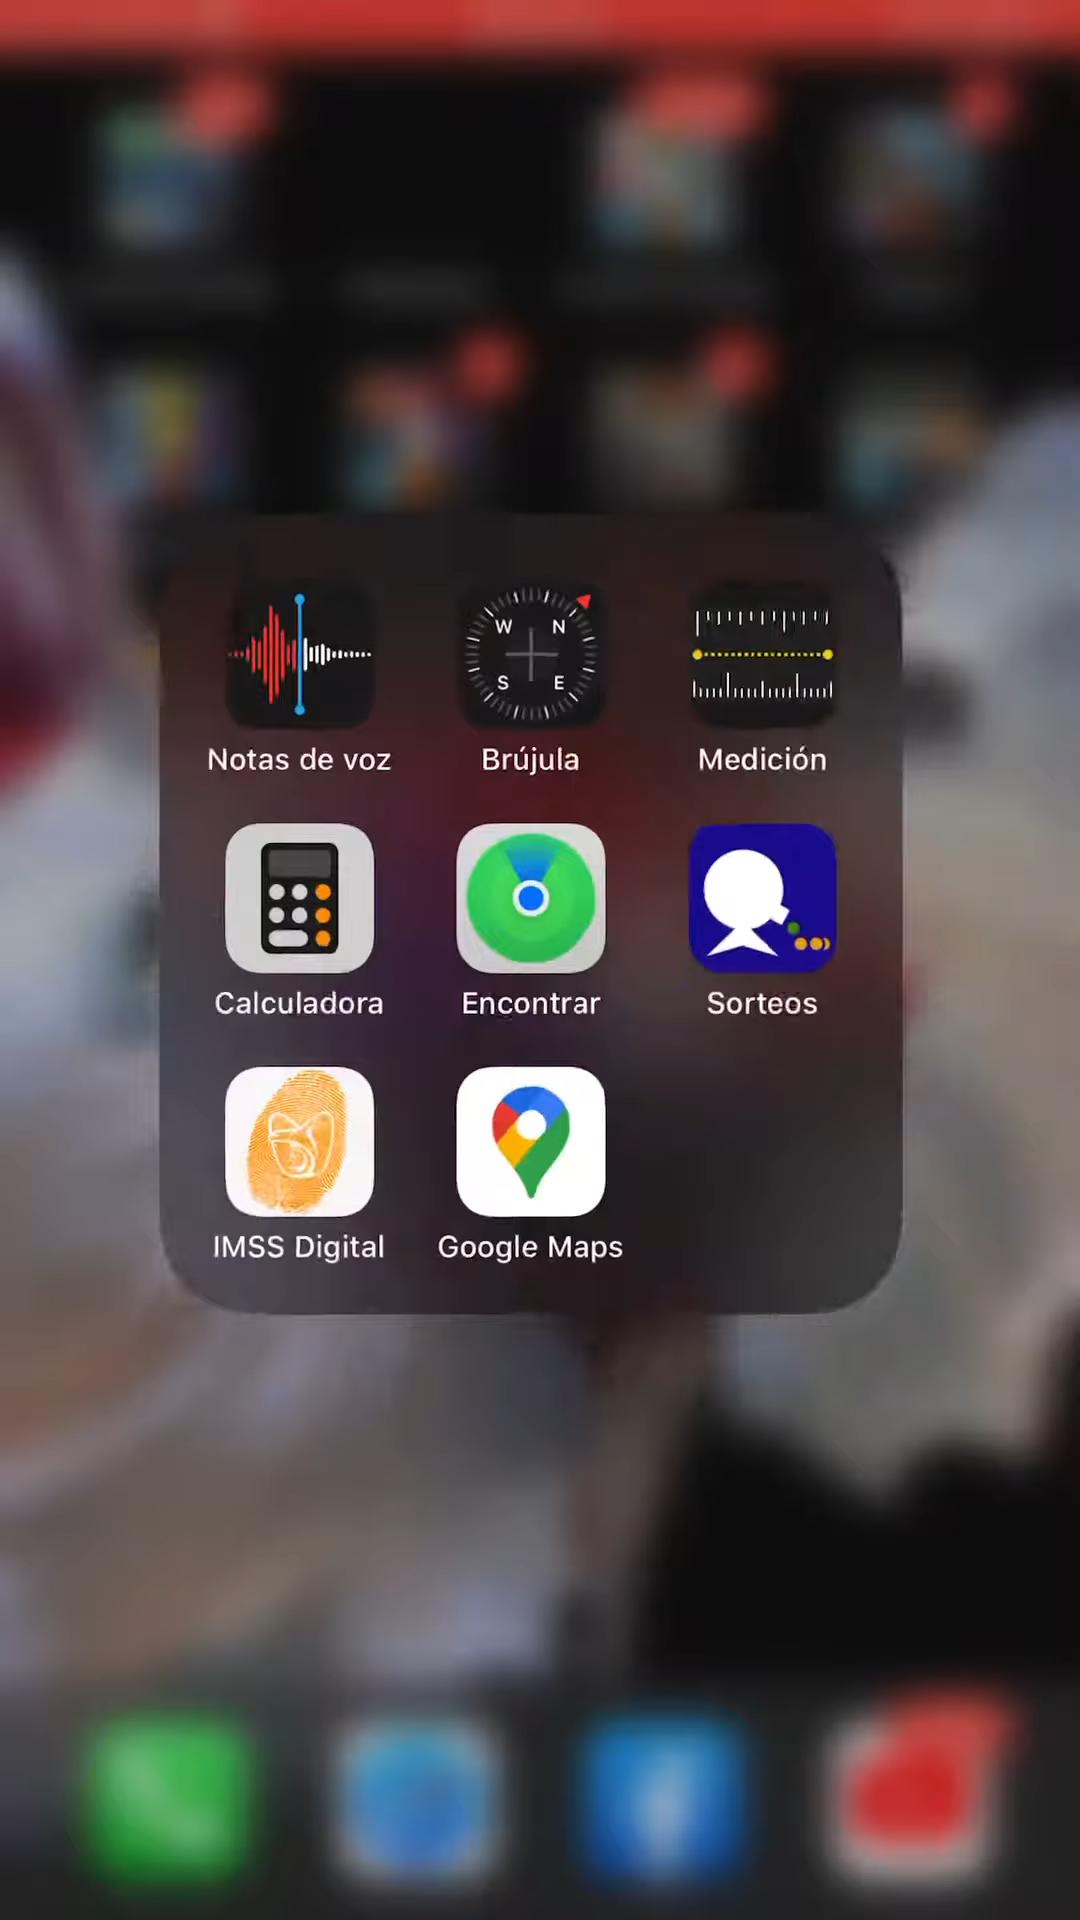 W N
S E
Notas de voz
Brújula
Medición
Calculadora
Encontrar
Sorteos
IMSS Digital
Google Maps